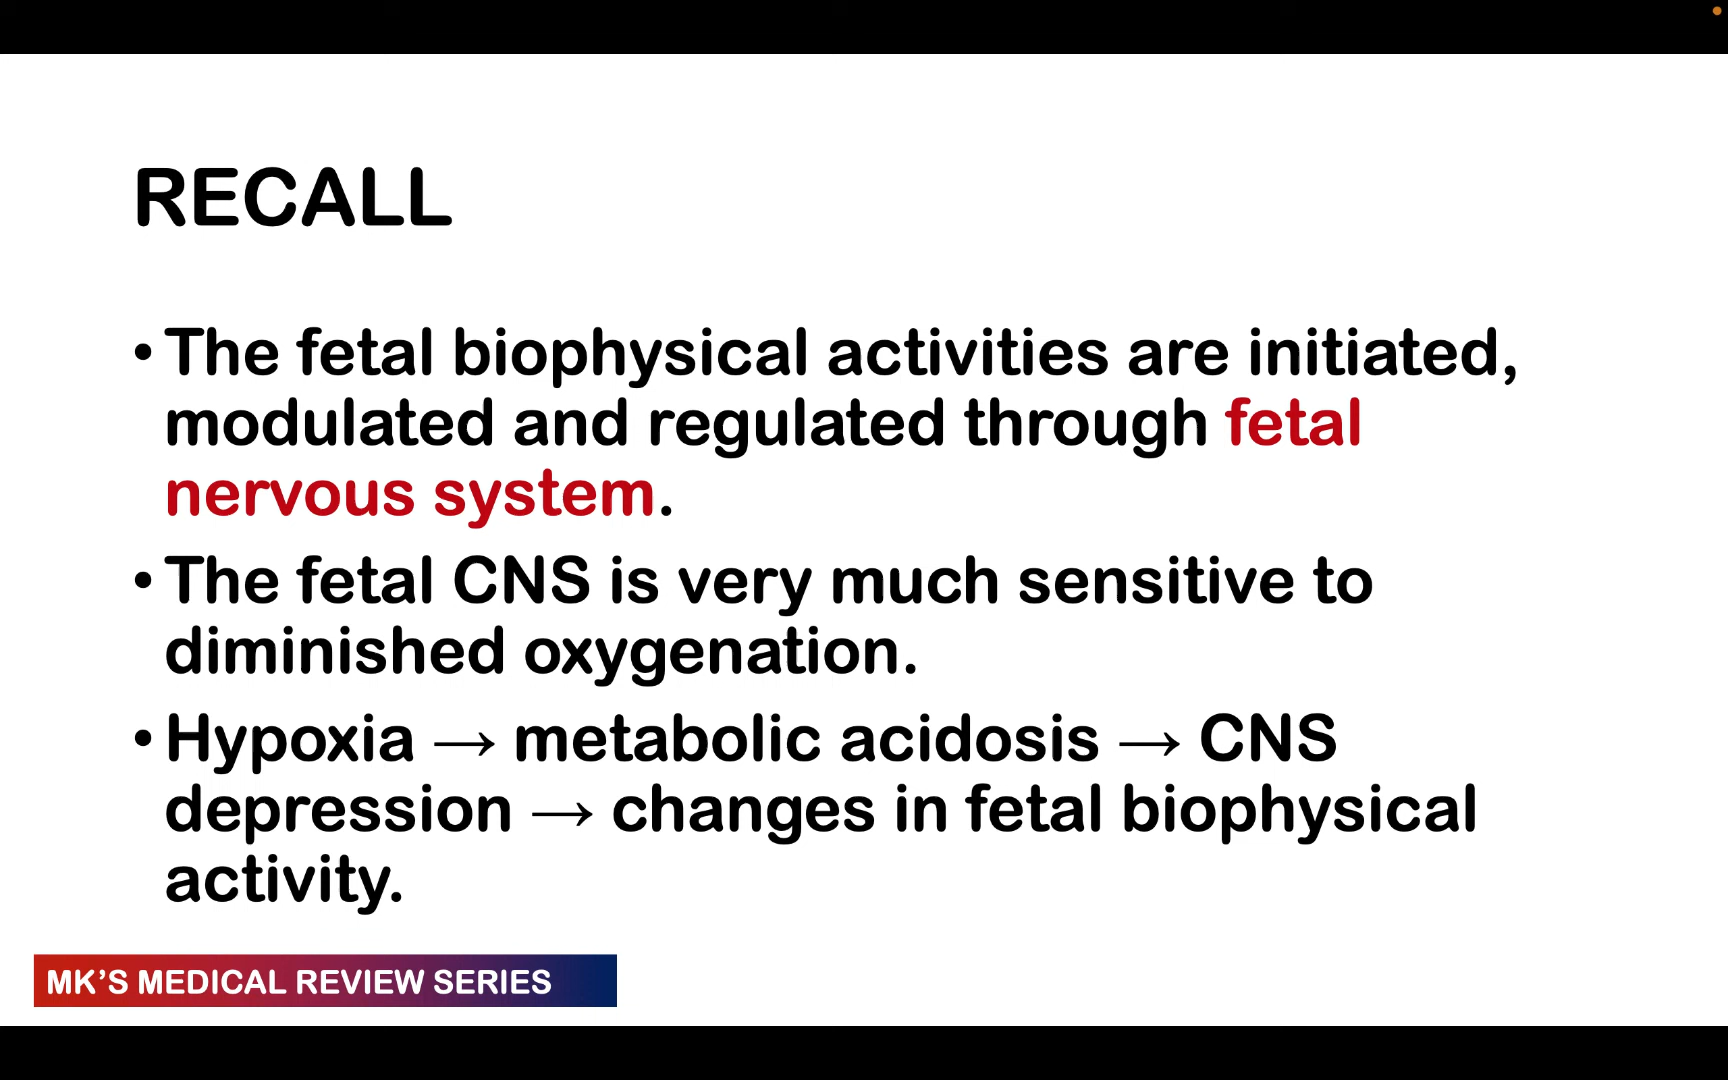 RECALL
• The fetal biophysical activities are initiated,
modulated and regulated through fetal
nervous system.
• The fetal CNS is very much sensitive to
diminished oxygenation.
• Hypoxia → metabolic acidosis → CNS
depression → changes in fetal biophysical
activity.
MK’S MEDICAL REVIEW SERIES